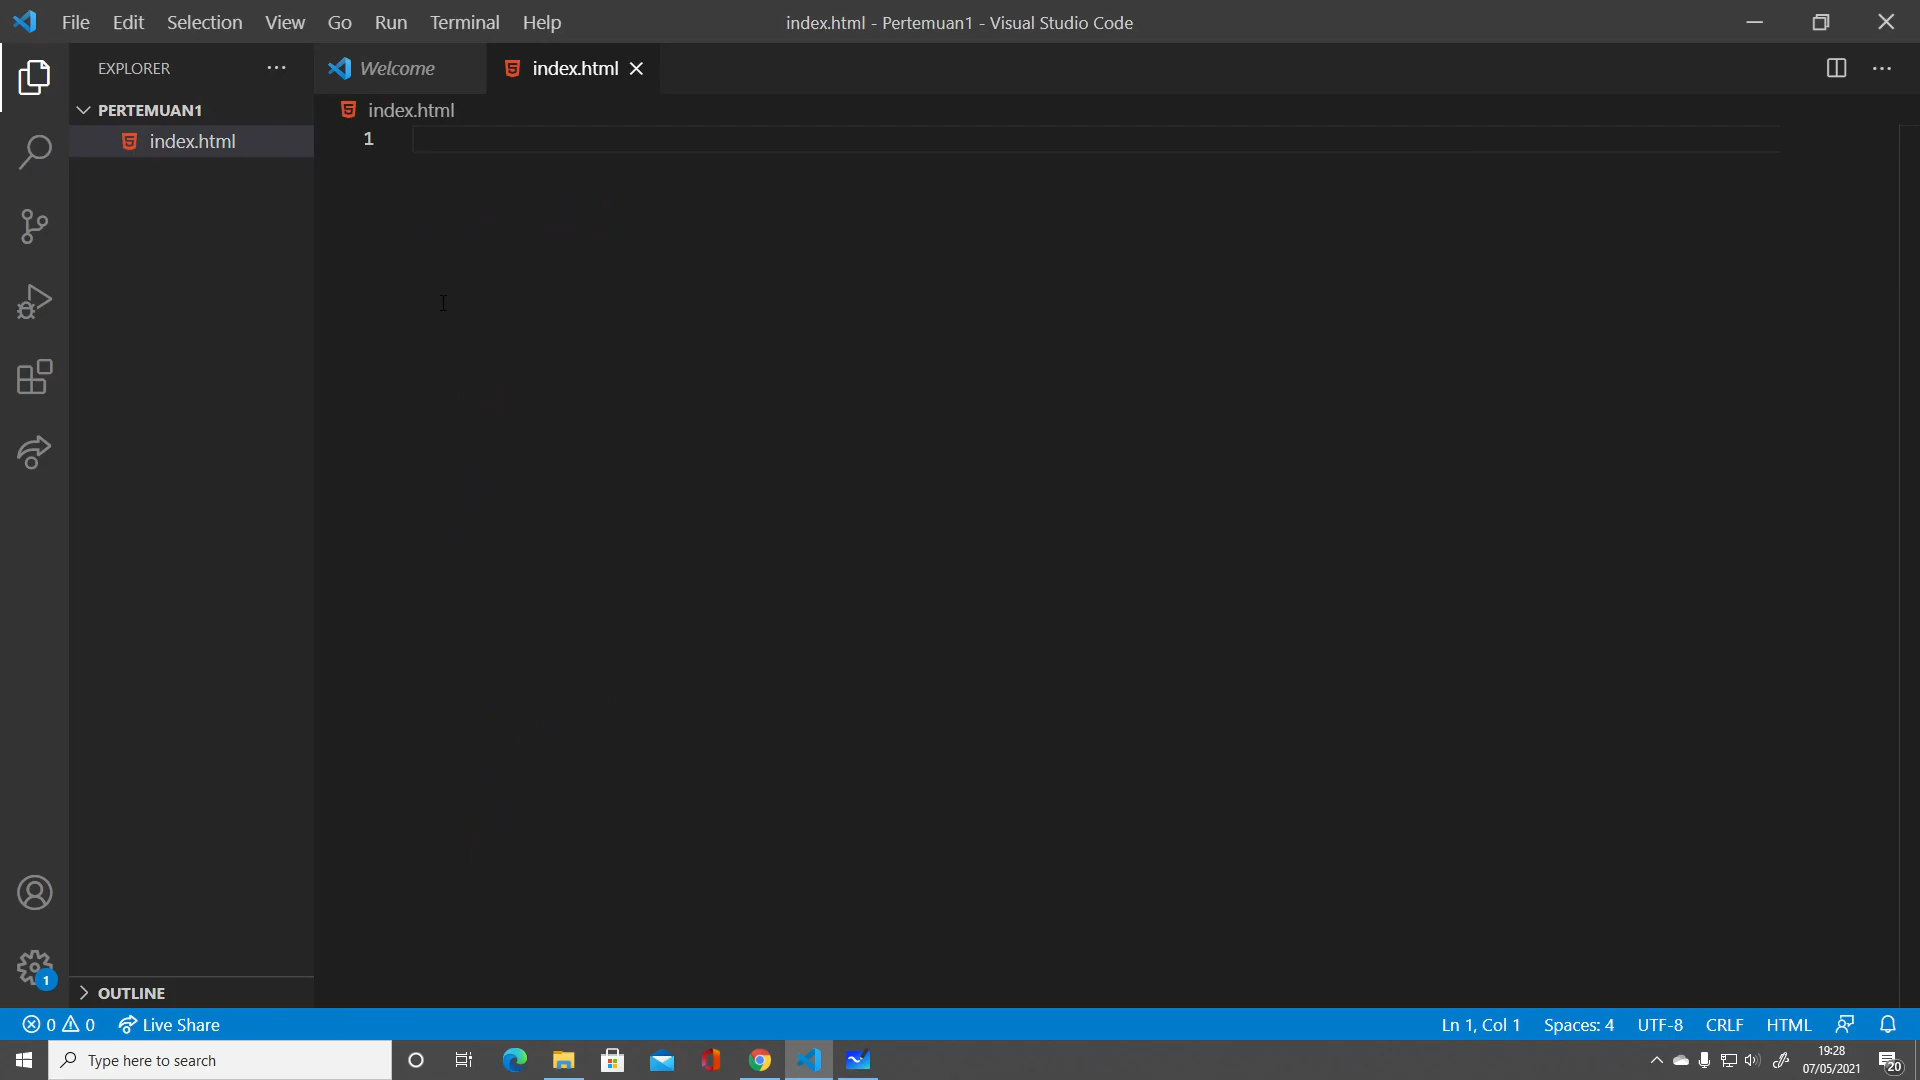 File Edit Selection View Go Run Terminal Help
index.html - Pertemuan1 - Visual Studio Code
EXPLORER
Welcome
index.html
PERTEMUAN1
index.html
index.html
1
1
OUTLINE
0 0 Live Share
Ln 1, Col 1 Spaces: 4 UTF-8 CRLF HTML
Type here to search
19:28
07/05/2021
20